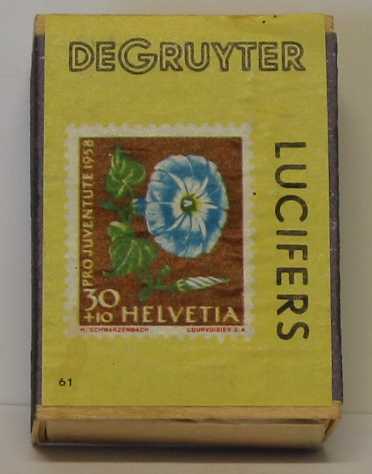 DEGRUYTER
LUCIFERS
PRO JUVENTUTE 1958
30
+10 HELVETIA
H. SCHWARZENBACH COURVOISIER S.A
61